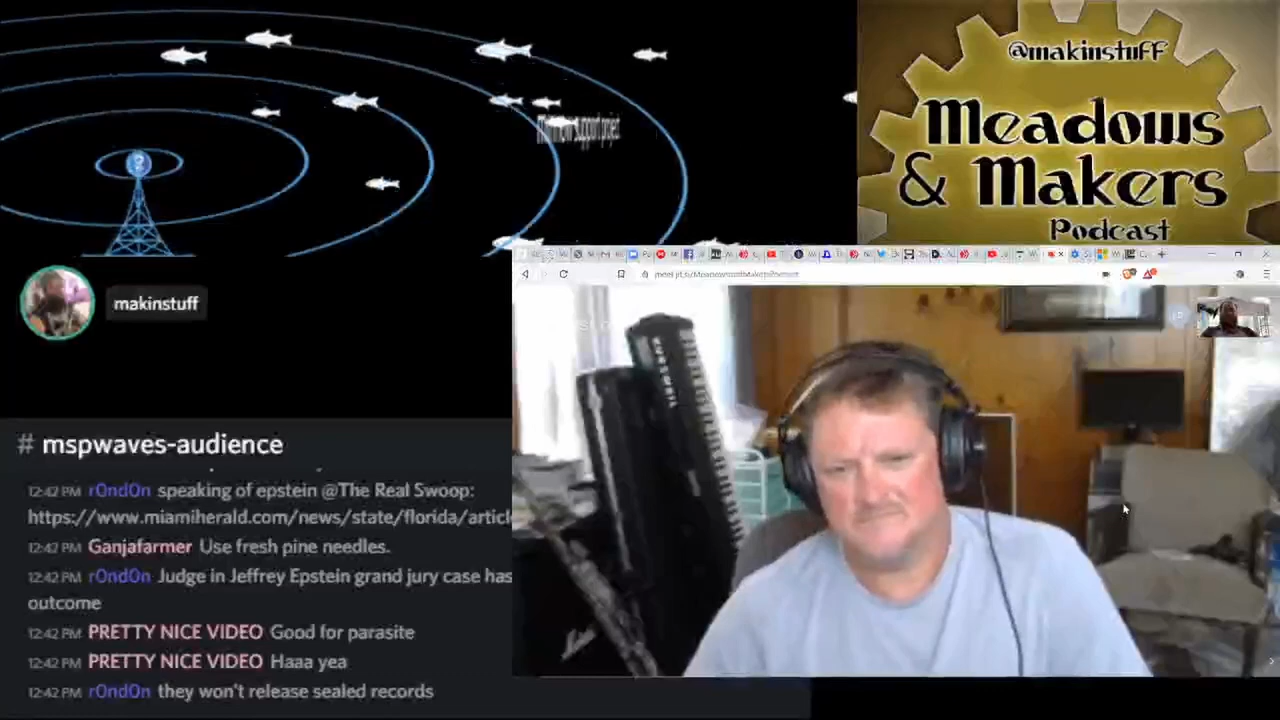 @makinstuff
Meadows
& Makers
Podcast
support project
makinstuff
# mspwaves-audience
12:42 PM r0nd0n speaking of epstein @The Real Swoop:
https://www.miamiherald.com/news/state/florida/articl
12:42 PM Ganjafarmer Use fresh pine needles.
12:42 PM r0nd0n Judge in Jeffrey Epstein grand jury case has
outcome
12:42 PM PRETTY NICE VIDEO Good for parasite
12:42 PM PRETTY NICE VIDEO Haaa yea
12:42 PM r0nd0n they won't release sealed records